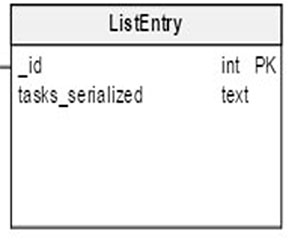 ListEntry
_id int PK
tasks_serialized text